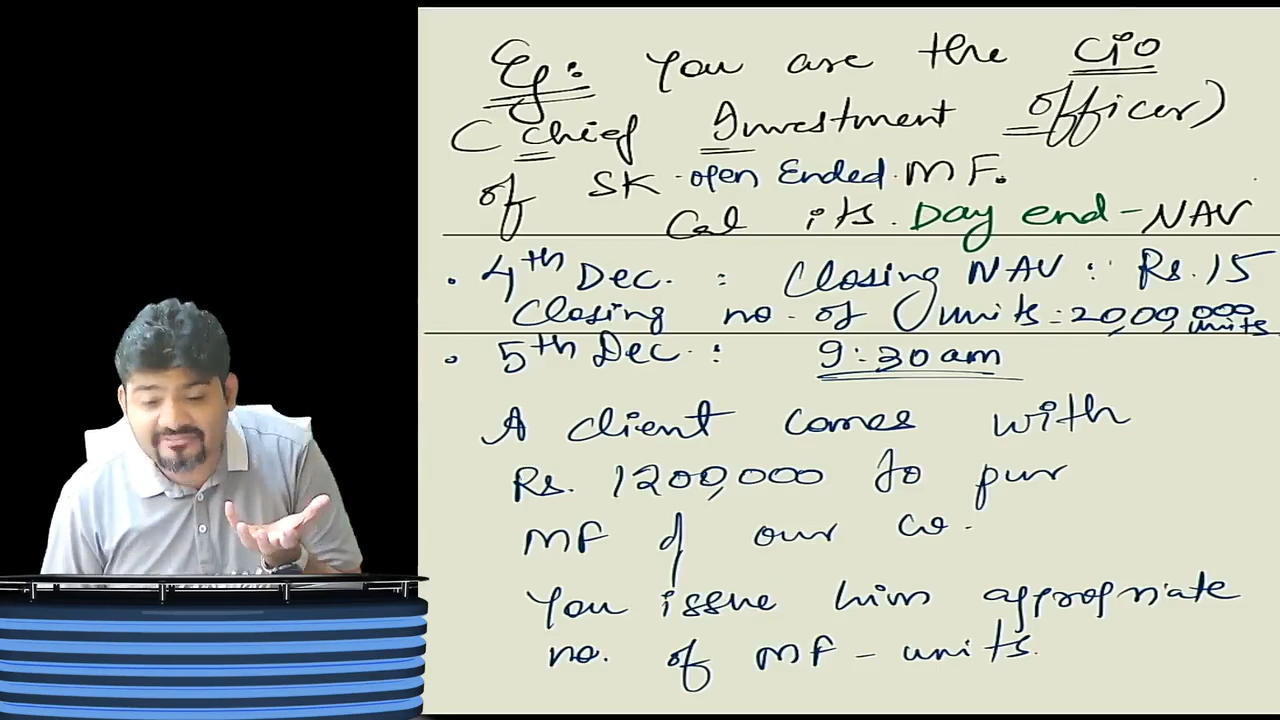 Eg: You are the CIO
(Chief Investment Officer)
of SK open Ended MF.
Cal its Day end - NAV
• 4th Dec. : Closing NAV : Rs. 15
Closing no. of Units : 20,00,000 units
• 5th Dec. : 9:30 am
A client comes with
Rs. 1200,000 to pur
MF of our co.
You issue him appropriate
no. of MF - units.